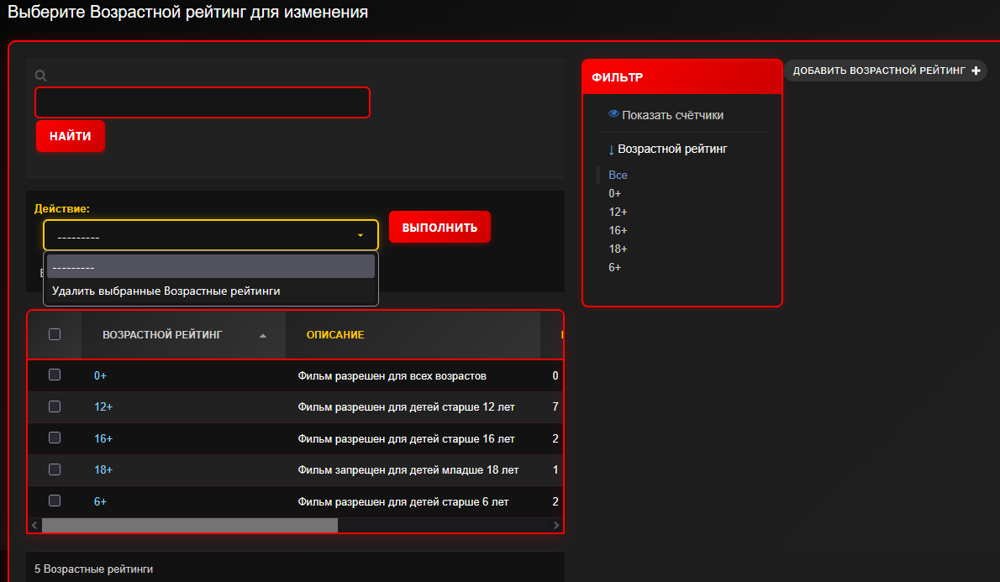 Выберите Возрастной рейтинг для изменения
НАЙТИ
Действие:
---------
ВЫПОЛНИТЬ
---------
Удалить выбранные Возрастные рейтинги
ВОЗРАСТНОЙ РЕЙТИНГ ОПИСАНИЕ
0+ Фильм разрешен для всех возрастов 0
12+ Фильм разрешен для детей старше 12 лет 7
16+ Фильм разрешен для детей старше 16 лет 2
18+ Фильм запрещен для детей младше 18 лет 1
6+ Фильм разрешен для детей старше 6 лет 2
5 Возрастные рейтинги
ФИЛЬТР
Показать счётчики
↓ Возрастной рейтинг
Все
0+
12+
16+
18+
6+
ДОБАВИТЬ ВОЗРАСТНОЙ РЕЙТИНГ +